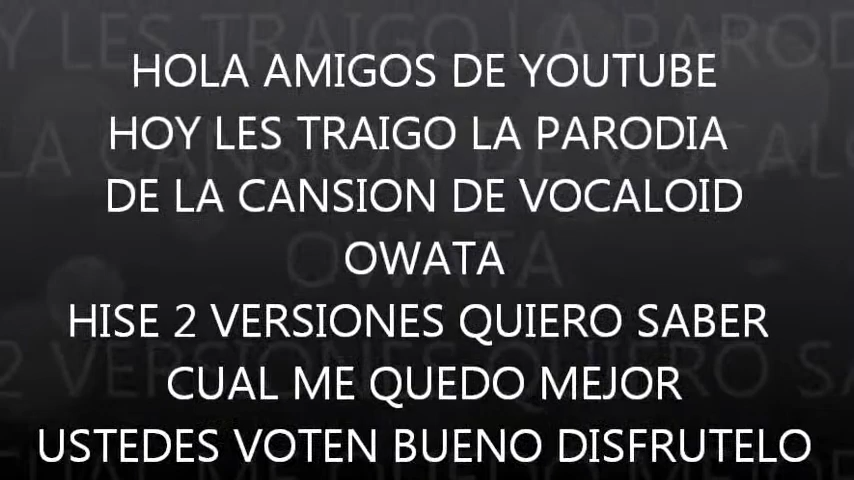 HOLA AMIGOS DE YOUTUBE
HOY LES TRAIGO LA PARODIA
DE LA CANSION DE VOCALOID
OWATA
HISE 2 VERSIONES QUIERO SABER
CUAL ME QUEDO MEJOR
USTEDES VOTEN BUENO DISFRUTELO